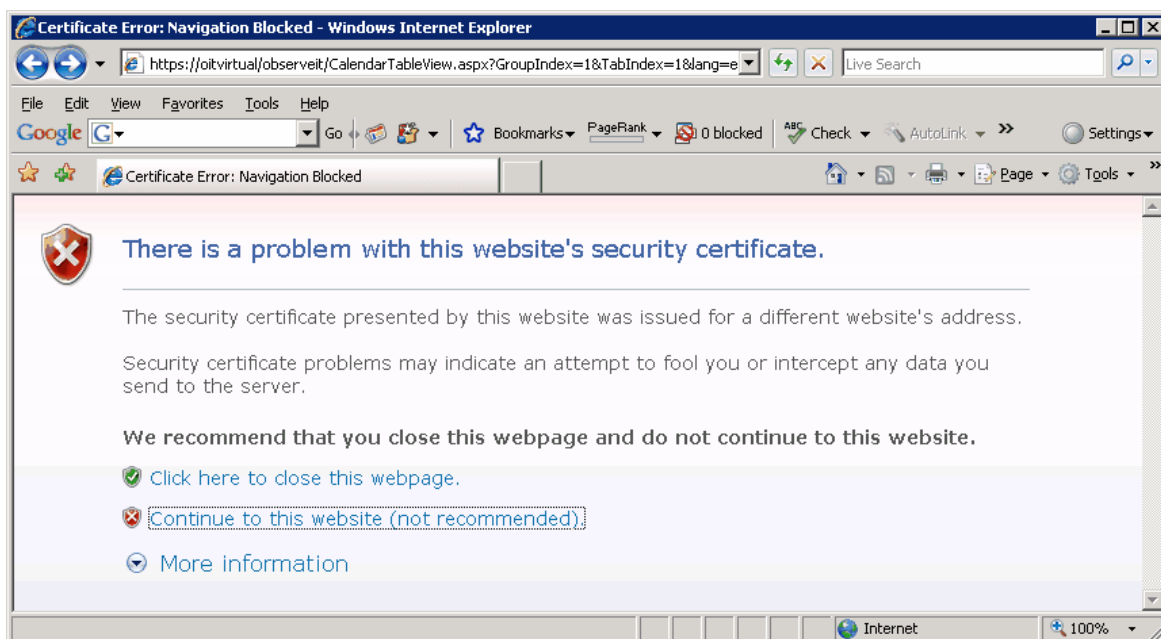 Certificate Error: Navigation Blocked - Windows Internet Explorer
https://oitvirtual/observeit/CalendarTableView.aspx?GroupIndex=1&TabIndex=1&lang=e
Live Search
File Edit View Favorites Tools Help
Google G Go Bookmarks PageRank 0 blocked ABC Check AutoLink » Settings
Certificate Error: Navigation Blocked Page Tools »
There is a problem with this website's security certificate.
The security certificate presented by this website was issued for a different website's address.
Security certificate problems may indicate an attempt to fool you or intercept any data you
send to the server.
We recommend that you close this webpage and do not continue to this website.
Click here to close this webpage.
Continue to this website (not recommended).
More information
Internet 100%